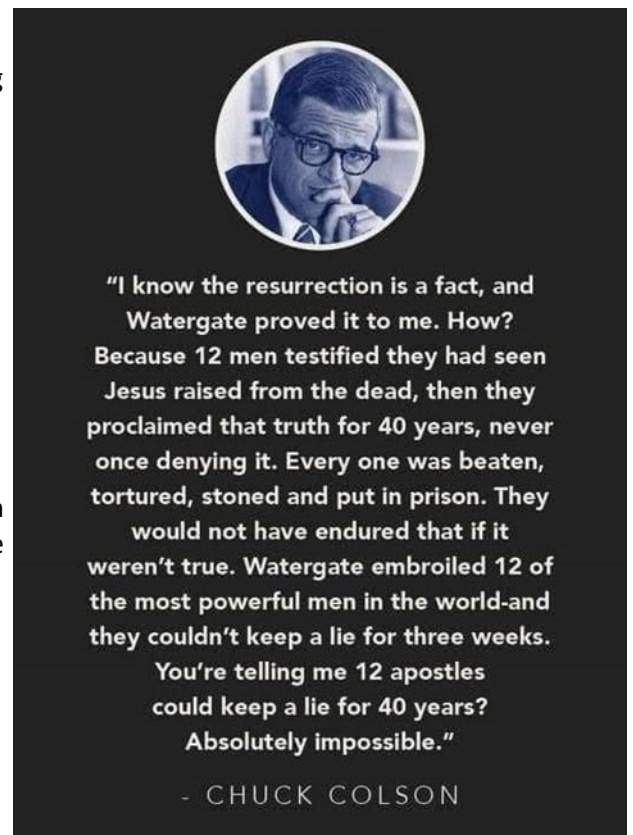 “I know the resurrection is a fact, and
Watergate proved it to me. How?
Because 12 men testified they had seen
Jesus raised from the dead, then they
proclaimed that truth for 40 years, never
once denying it. Every one was beaten,
tortured, stoned and put in prison. They
would not have endured that if it
weren’t true. Watergate embroiled 12 of
the most powerful men in the world-and
they couldn’t keep a lie for three weeks.
You’re telling me 12 apostles
could keep a lie for 40 years?
Absolutely impossible.”
- CHUCK COLSON